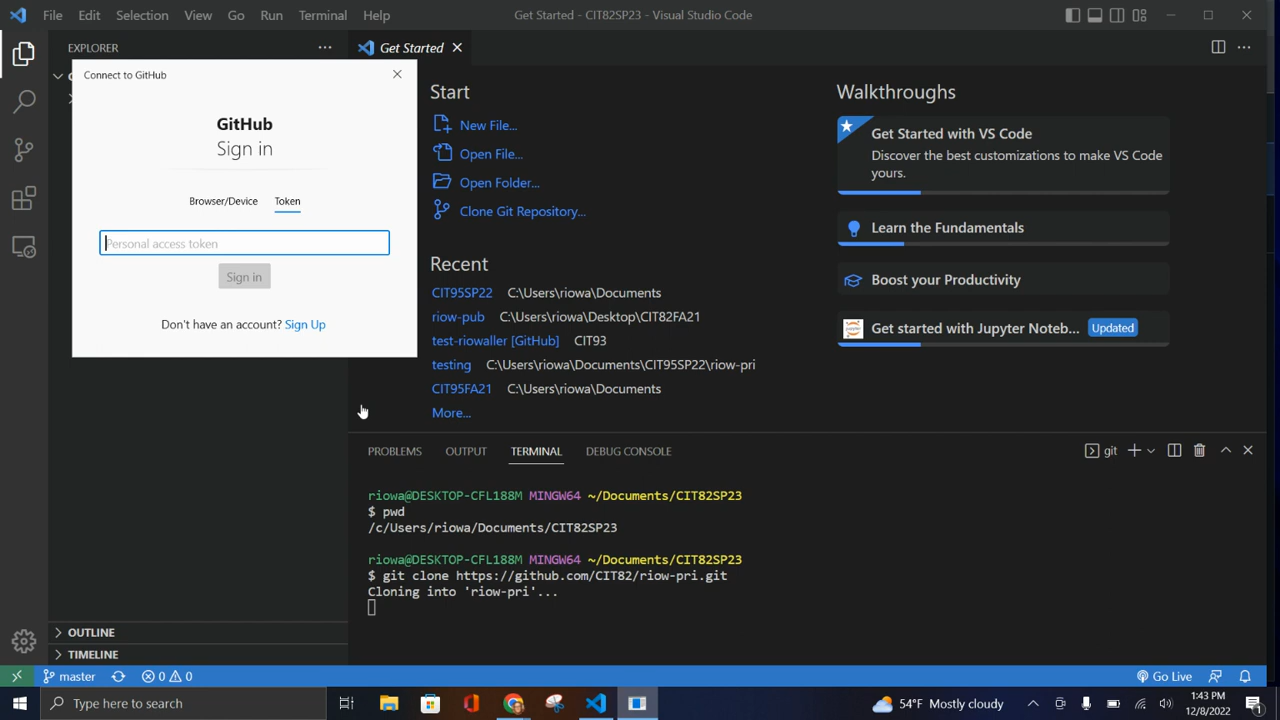 File Edit Selection View Go Run Terminal Help
Get Started - CIT82SP23 - Visual Studio Code
EXPLORER
Get Started
Connect to GitHub
GitHub
Sign in
Browser/Device Token
Personal access token
Sign in
Don't have an account? Sign Up
Start
New File...
Open File...
Open Folder...
Clone Git Repository...
Recent
CIT95SP22 C:\Users\riowa\Documents
riow-pub C:\Users\riowa\Desktop\CIT82FA21
test-riowaller [GitHub] CIT93
testing C:\Users\riowa\Documents\CIT95SP22\riow-pri
CIT95FA21 C:\Users\riowa\Documents
More...
Walkthroughs
Get Started with VS Code
Discover the best customizations to make VS Code
yours.
Learn the Fundamentals
Boost your Productivity
Get started with Jupyter Noteb... Updated
PROBLEMS OUTPUT TERMINAL DEBUG CONSOLE
git
riowa@DESKTOP-CFL188M MINGW64 ~/Documents/CIT82SP23
$ pwd
/c/Users/riowa/Documents/CIT82SP23
riowa@DESKTOP-CFL188M MINGW64 ~/Documents/CIT82SP23
$ git clone https://github.com/CIT82/riow-pri.git
Cloning into 'riow-pri'...
OUTLINE
TIMELINE
master 0 0
Go Live
Type here to search
54°F Mostly cloudy
1:43 PM
12/8/2022
1